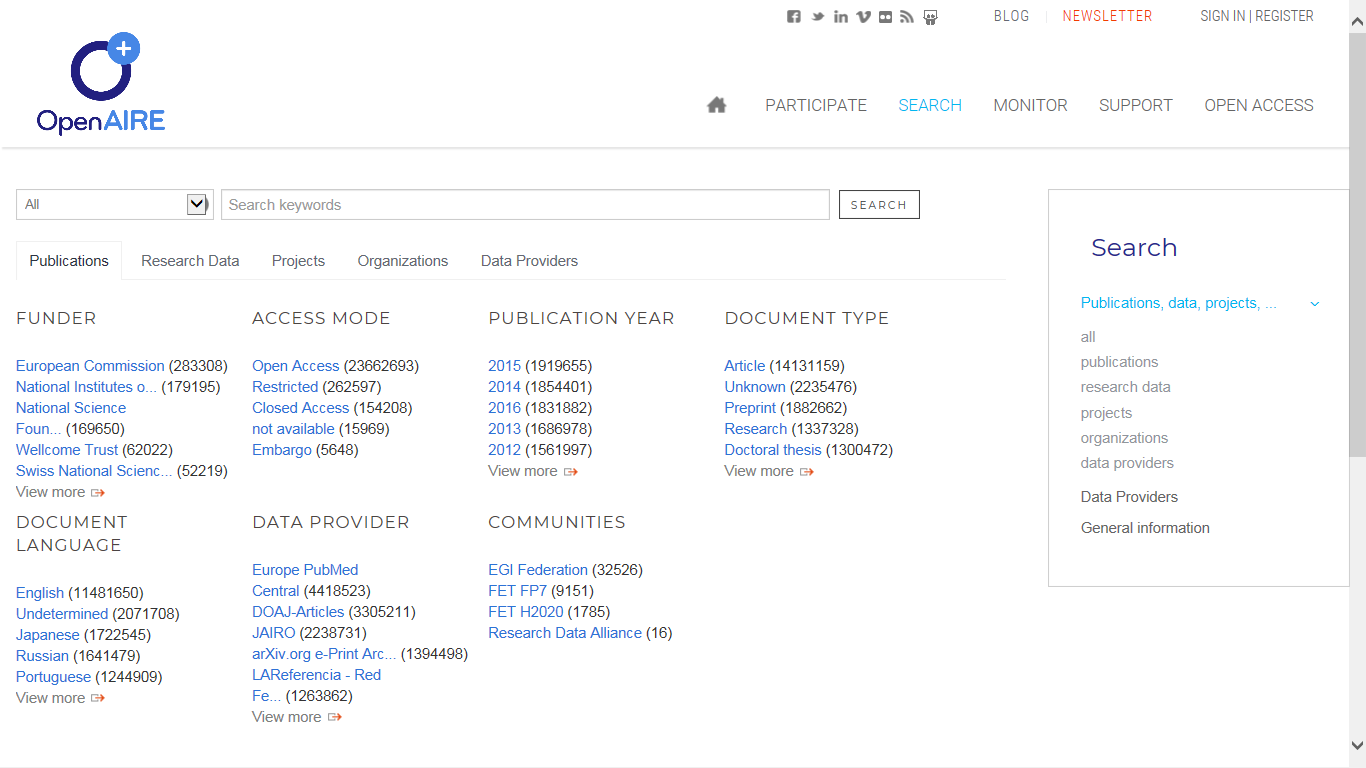 BLOG
NEWSLETTER
SIGN IN | REGISTER
OpenAIRE
PARTICIPATE
SEARCH
MONITOR
SUPPORT
OPEN ACCESS
All
Search keywords
SEARCH
Publications
Research Data
Projects
Organizations
Data Providers
FUNDER
European Commission (283308)
National Institutes o... (179195)
National Science
Foun... (169650)
Wellcome Trust (62022)
Swiss National Scienc... (52219)
View more
ACCESS MODE
Open Access (23662693)
Restricted (262597)
Closed Access (154208)
not available (15969)
Embargo (5648)
PUBLICATION YEAR
2015 (1919655)
2014 (1854401)
2016 (1831882)
2013 (1686978)
2012 (1561997)
View more
DOCUMENT TYPE
Article (14131159)
Unknown (2235476)
Preprint (1882662)
Research (1337328)
Doctoral thesis (1300472)
View more
DOCUMENT
LANGUAGE
English (11481650)
Undetermined (2071708)
Japanese (1722545)
Russian (1641479)
Portuguese (1244909)
View more
DATA PROVIDER
Europe PubMed
Central (4418523)
DOAJ-Articles (3305211)
JAIRO (2238731)
arXiv.org e-Print Arc... (1394498)
LAReferencia - Red
Fe... (1263862)
View more
COMMUNITIES
EGI Federation (32526)
FET FP7 (9151)
FET H2020 (1785)
Research Data Alliance (16)
Search
Publications, data, projects, ...
all
publications
research data
projects
organizations
data providers
Data Providers
General information